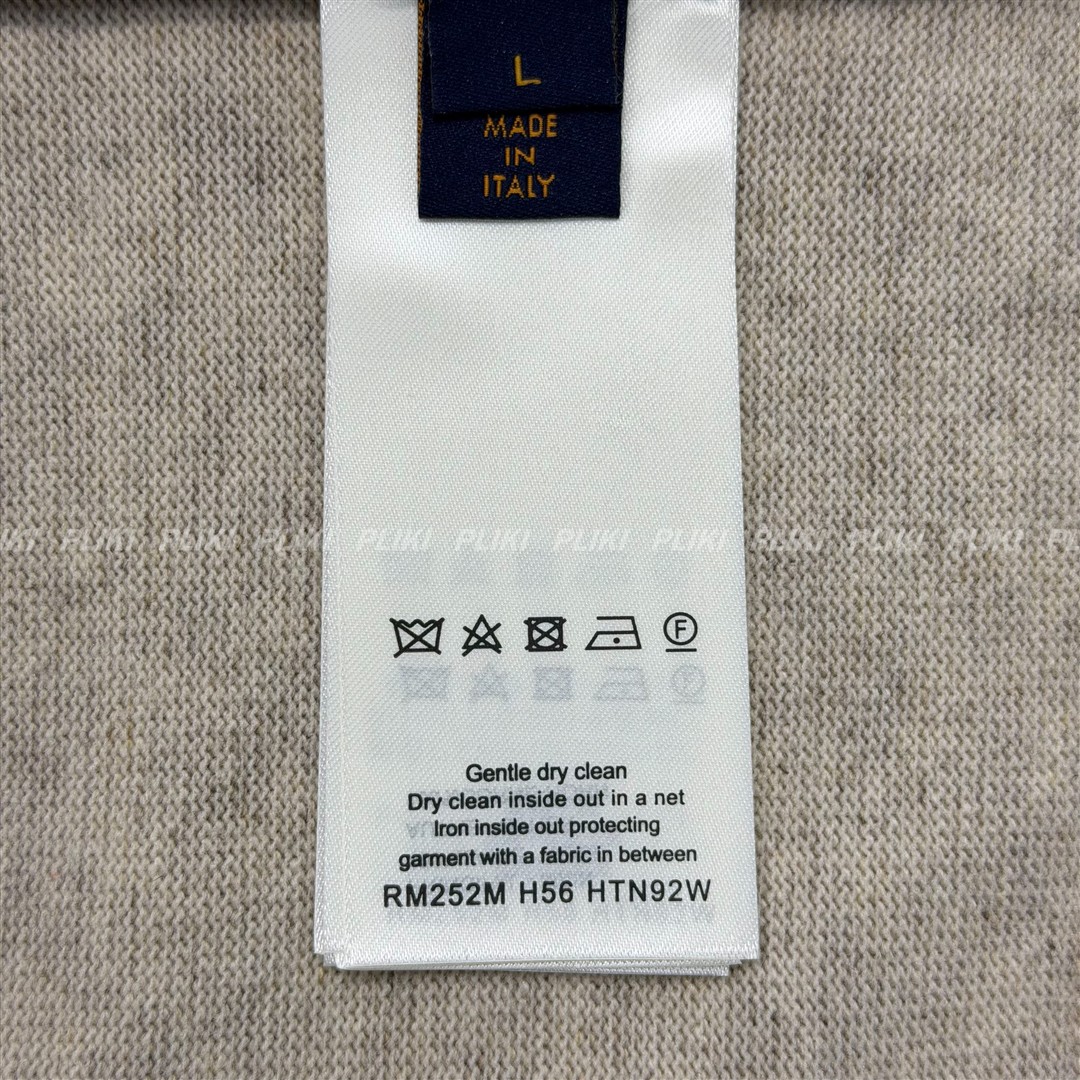 L
MADE
IN
ITALY
PUKI PUKI PUKI PUKI PUKI PUKI PUKI PUKI PUKI PUKI
F
Gentle dry clean
Dry clean inside out in a net
Iron inside out protecting
garment with a fabric in between
RM252M H56 HTN92W